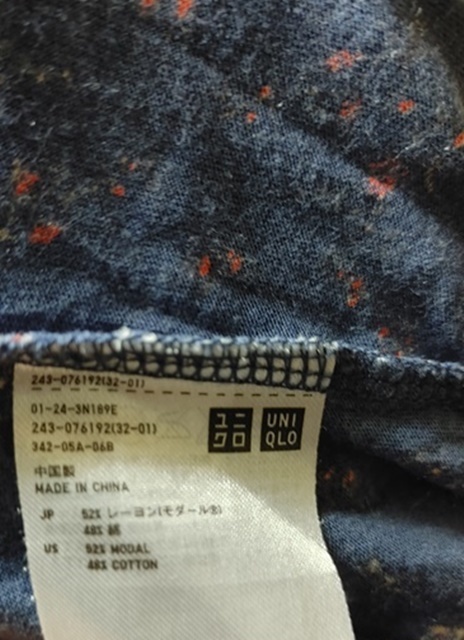 243-076192(32-01)
01-24-3N189E
243-076192(32-01)
342-05A-06B
ユニクロ
UNIQLO
中国製
MADE IN CHINA
JP 52% レーヨン(モダール®)
48% 綿
US 52% MODAL
48% COTTON